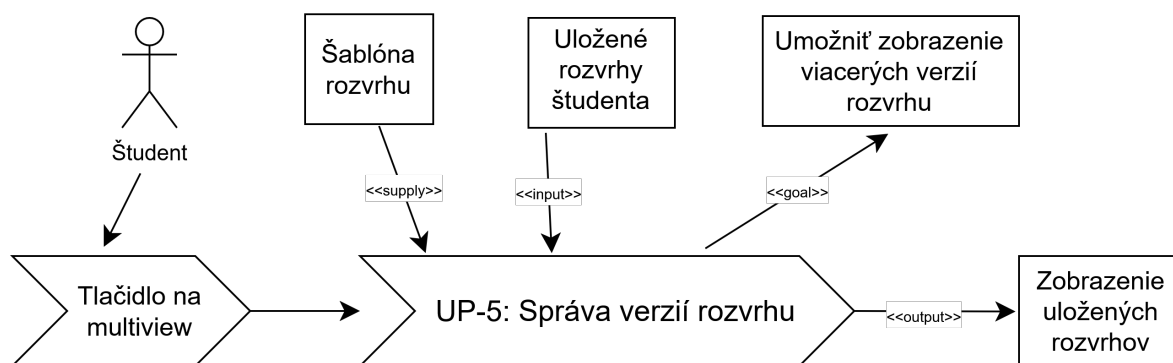 Študent
Šablóna
rozvrhu
Uložené
rozvrhy
študenta
Umožniť zobrazenie
viacerých verzií
rozvrhu
<<supply>>
<<input>>
<<goal>>
Tlačidlo na
multiview
UP-5: Správa verzií rozvrhu
<<output>>
Zobrazenie
uložených
rozvrhov